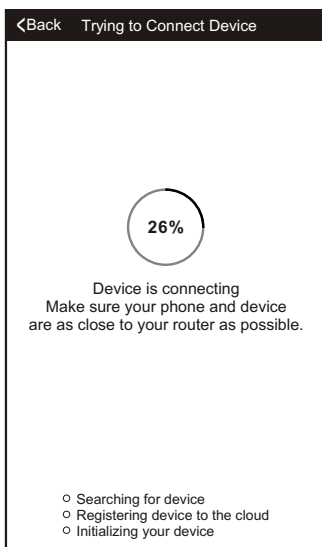 <Back Trying to Connect Device
26%
Device is connecting
Make sure your phone and device
are as close to your router as possible.
Searching for device
Registering device to the cloud
Initializing your device